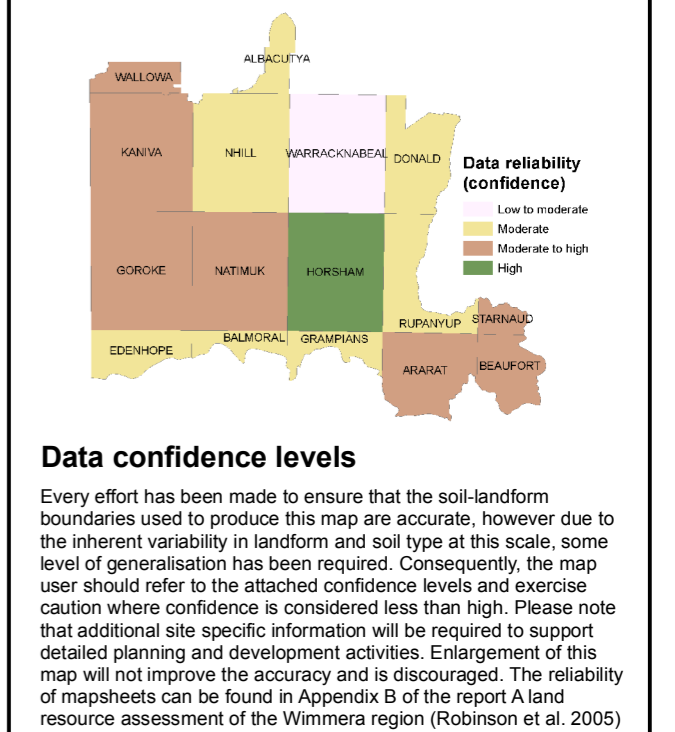 ALBACUTYA
WALLOWA
KANIVA
NHILL
WARRACKNABEAL
DONALD
Data reliability
(confidence)
Low to moderate
Moderate
Moderate to high
High
GOROKE
NATIMUK
HORSHAM
RUPANYUP
STARNAUD
EDENHOPE
BALMORAL
GRAMPIANS
ARARAT
BEAUFORT
Data confidence levels
Every effort has been made to ensure that the soil-landform
boundaries used to produce this map are accurate, however due to
the inherent variability in landform and soil type at this scale, some
level of generalisation has been required. Consequently, the map
user should refer to the attached confidence levels and exercise
caution where confidence is considered less than high. Please note
that additional site specific information will be required to support
detailed planning and development activities. Enlargement of this
map will not improve the accuracy and is discouraged. The reliability
of mapsheets can be found in Appendix B of the report A land
resource assessment of the Wimmera region (Robinson et al. 2005)